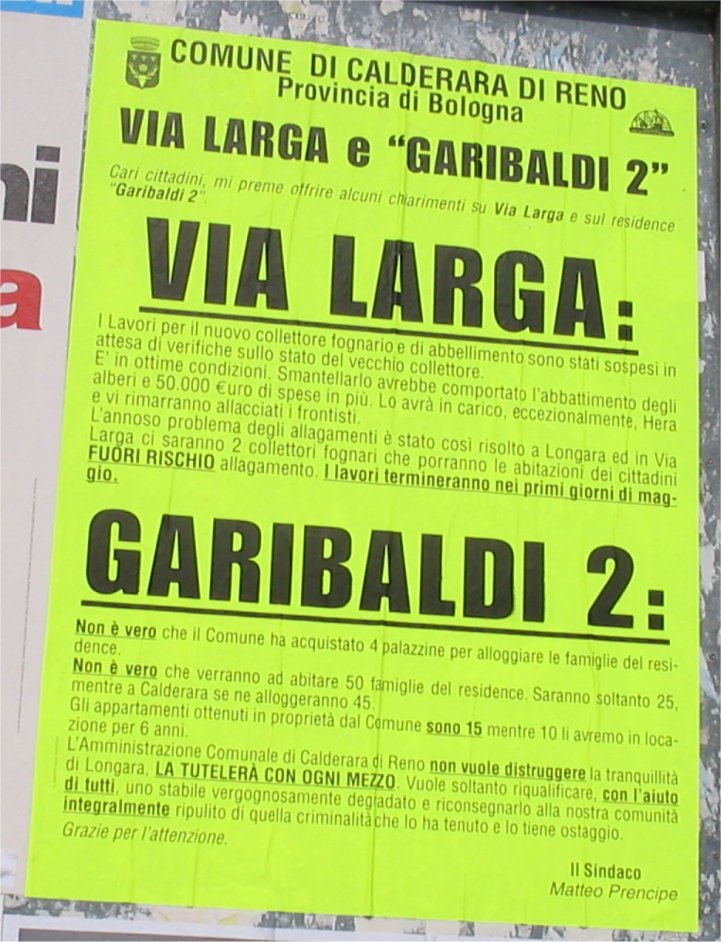 ni
a
COMUNE DI CALDERARA DI RENO
Provincia di Bologna
VIA LARGA e "GARIBALDI 2"
Cari cittadini, mi preme offrire alcuni chiarimenti su Via Larga e sul residence
"Garibaldi 2".
VIA LARGA:
I Lavori per il nuovo collettore fognario e di abbellimento sono stati sospesi in
attesa di verifiche sullo stato del vecchio collettore.
E' in ottime condizioni. Smantellarlo avrebbe comportato l'abbattimento degli
alberi e 50.000 €uro di spese in più. Lo avrà in carico, eccezionalmente, Hera
e vi rimarranno allacciati i frontisti.
L'annoso problema degli allagamenti è stato così risolto a Longara ed in Via
Larga ci saranno 2 collettori fognari che porranno le abitazioni dei cittadini
FUORI RISCHIO allagamento. I lavori termineranno nei primi giorni di mag-
gio.
GARIBALDI 2:
Non è vero che il Comune ha acquistato 4 palazzine per alloggiare le famiglie del resi-
dence.
Non è vero che verranno ad abitare 50 famiglie del residence. Saranno soltanto 25,
mentre a Calderara se ne alloggeranno 45.
Gli appartamenti ottenuti in proprietà dal Comune sono 15 mentre 10 li avremo in loca-
zione per 6 anni.
L'Amministrazione Comunale di Calderara di Reno non vuole distruggere la tranquillità
di Longara, LA TUTELERÀ CON OGNI MEZZO. Vuole soltanto riqualificare, con l'aiuto
di tutti, uno stabile vergognosamente degradato e riconsegnarlo alla nostra comunità
integralmente ripulito di quella criminalità che lo ha tenuto e lo tiene ostaggio.
Grazie per l'attenzione.
Il Sindaco
Matteo Prencipe